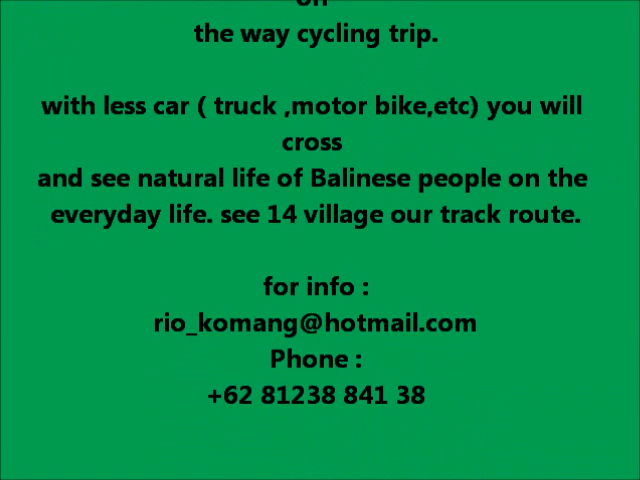 on
the way cycling trip.
with less car ( truck ,motor bike,etc) you will
cross
and see natural life of Balinese people on the
everyday life. see 14 village our track route.
for info :
rio_komang@hotmail.com
Phone :
+62 81238 841 38